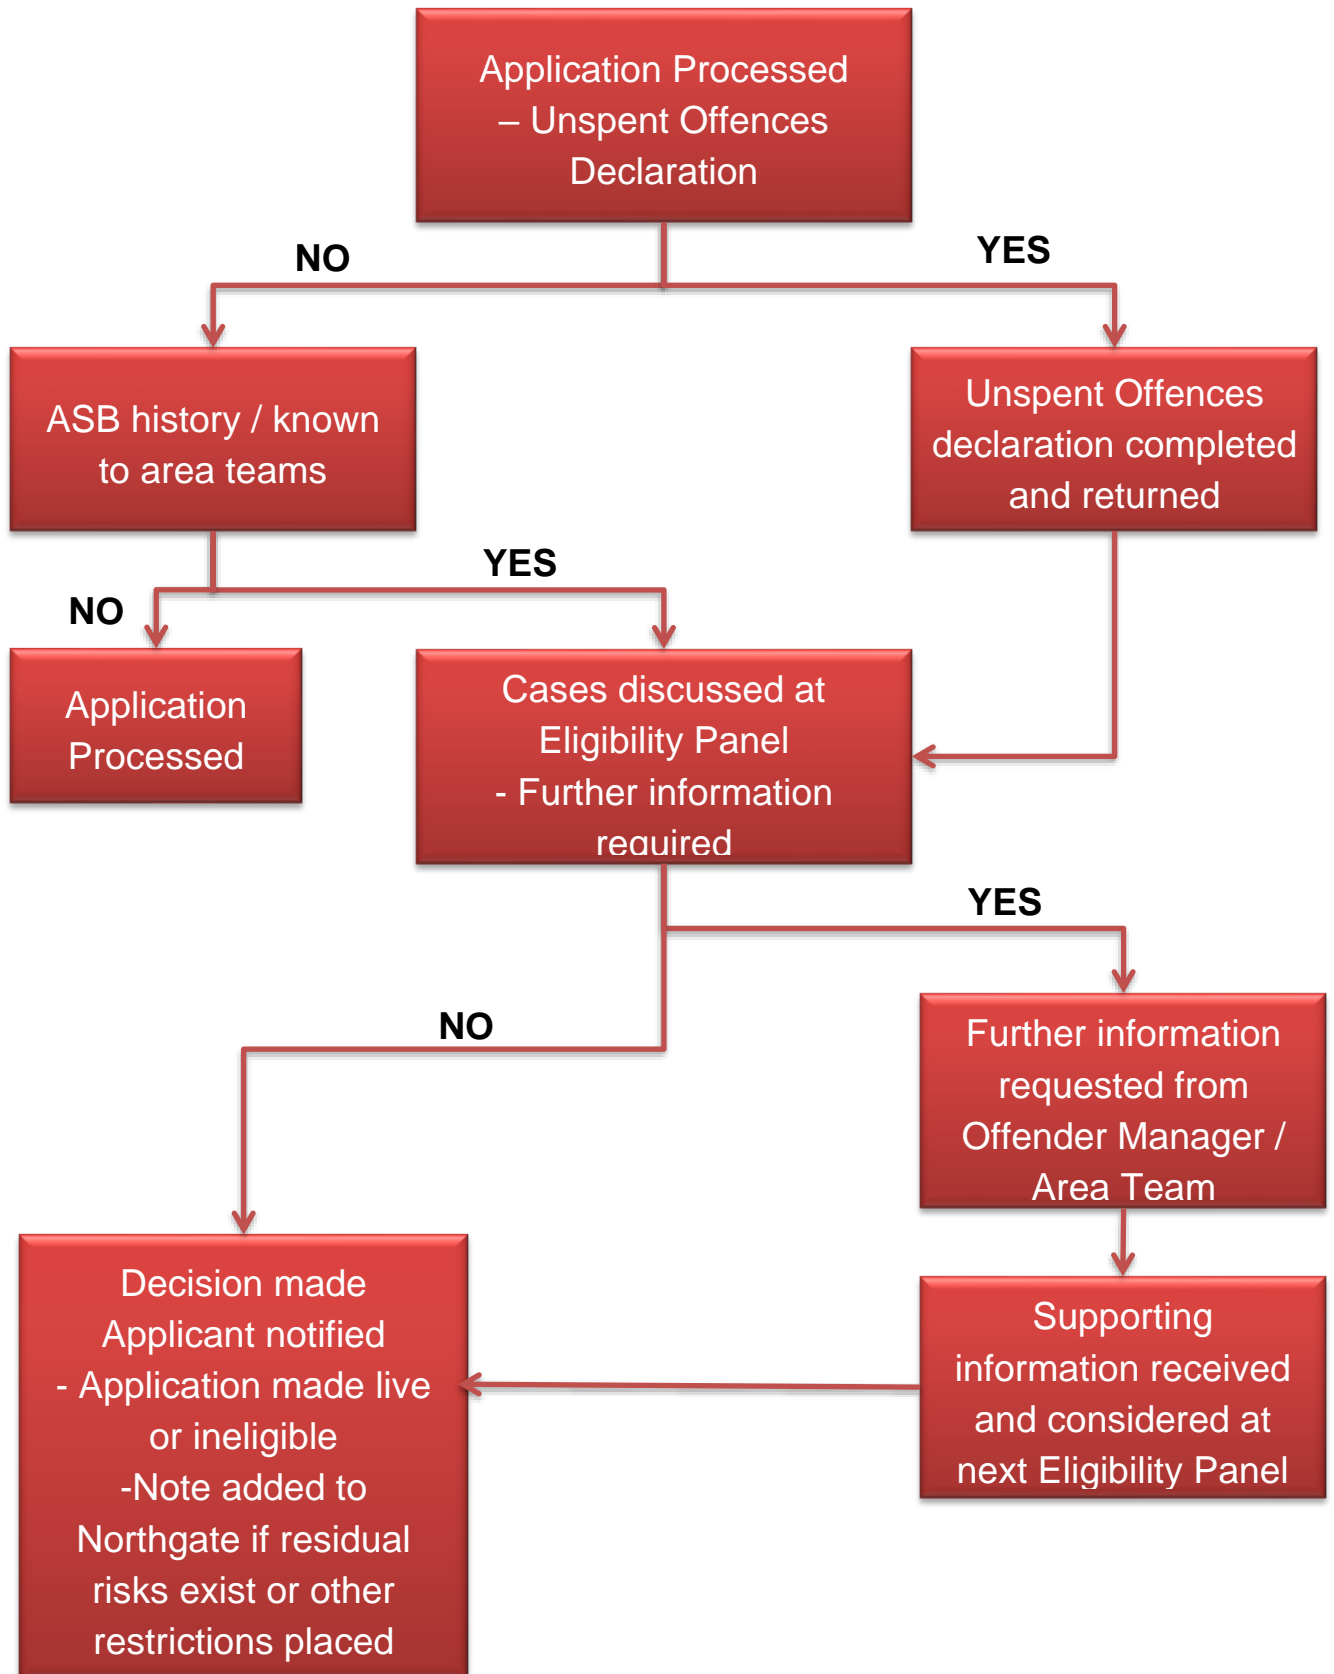 Application Processed
– Unspent Offences
Declaration
NO
YES
ASB history / known
to area teams
Unspent Offences
declaration completed
and returned
NO
YES
Application
Processed
Cases discussed at
Eligibility Panel
- Further information
required
YES
NO
Further information
requested from
Offender Manager /
Area Team
Decision made
Applicant notified
- Application made live
or ineligible
-Note added to
Northgate if residual
risks exist or other
restrictions placed
Supporting
information received
and considered at
next Eligibility Panel